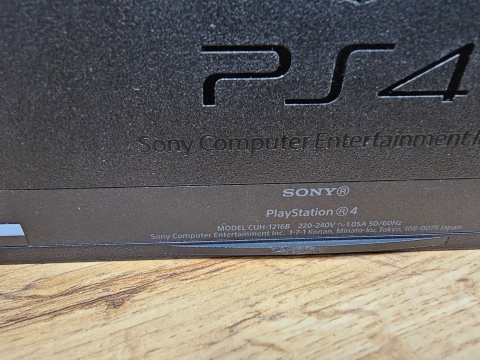 PS4
Sony Computer Entertainment
SONY®
PlayStation®4
MODEL CUH-1216B 220-240V ~1.05A 50/60Hz
Sony Computer Entertainment Inc. 1-7-1 Konan, Minato-ku, Tokyo, 108-0075 Japan